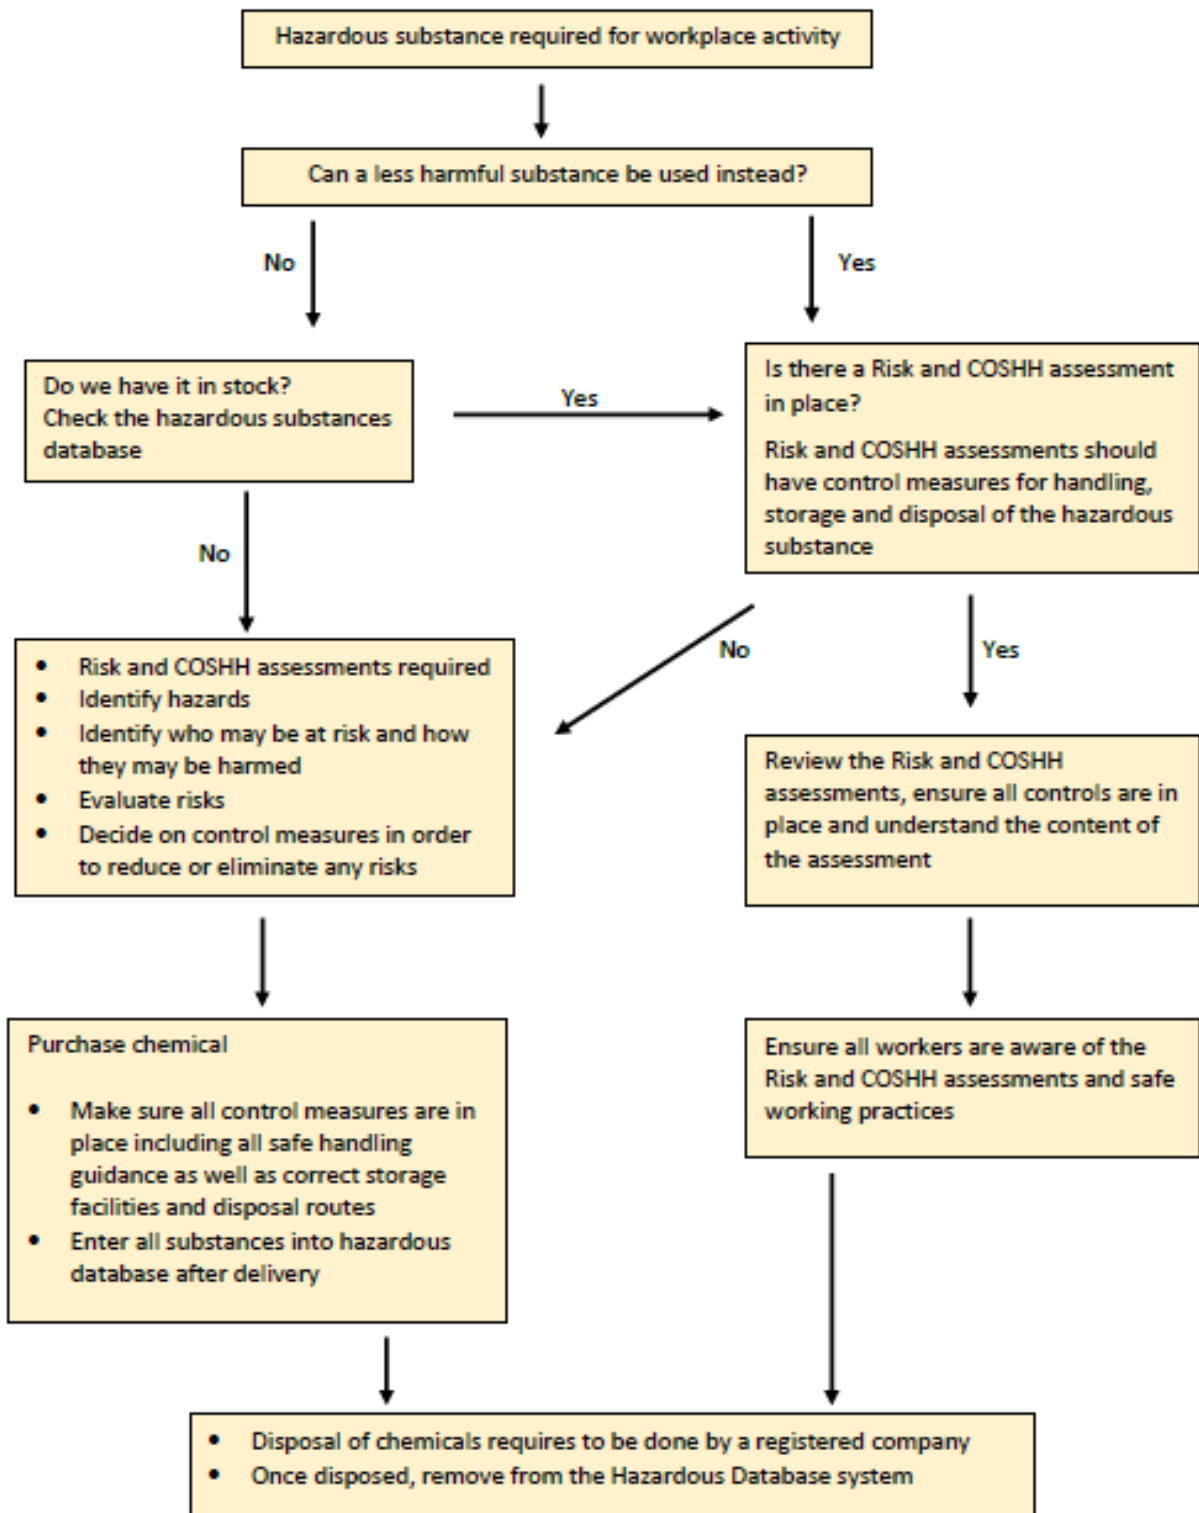 Hazardous substance required for workplace activity
Can a less harmful substance be used instead?
No
Yes
Do we have it in stock?
Check the hazardous substances
database
Yes
Is there a Risk and COSHH assessment
in place?
Risk and COSHH assessments should
have control measures for handling,
storage and disposal of the hazardous
substance
No
No
Yes
• Risk and COSHH assessments required
• Identify hazards
• Identify who may be at risk and how
they may be harmed
• Evaluate risks
• Decide on control measures in order
to reduce or eliminate any risks
Review the Risk and COSHH
assessments, ensure all controls are in
place and understand the content of
the assessment
Purchase chemical
• Make sure all control measures are in
place including all safe handling
guidance as well as correct storage
facilities and disposal routes
• Enter all substances into hazardous
database after delivery
Ensure all workers are aware of the
Risk and COSHH assessments and safe
working practices
• Disposal of chemicals requires to be done by a registered company
• Once disposed, remove from the Hazardous Database system